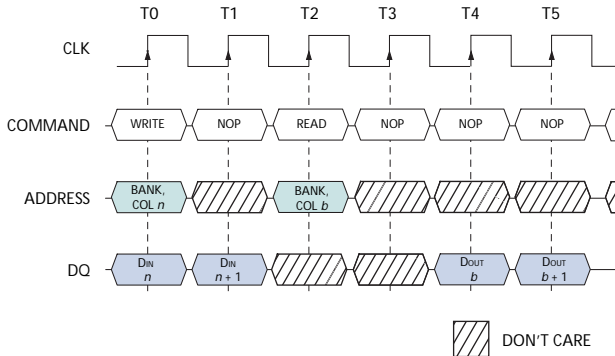 T0 T1 T2 T3 T4 T5
CLK
COMMAND WRITE NOP READ NOP NOP NOP
ADDRESS BANK, COL n BANK, COL b
DQ DIN n DIN n + 1 DOUT b DOUT b + 1
DON'T CARE